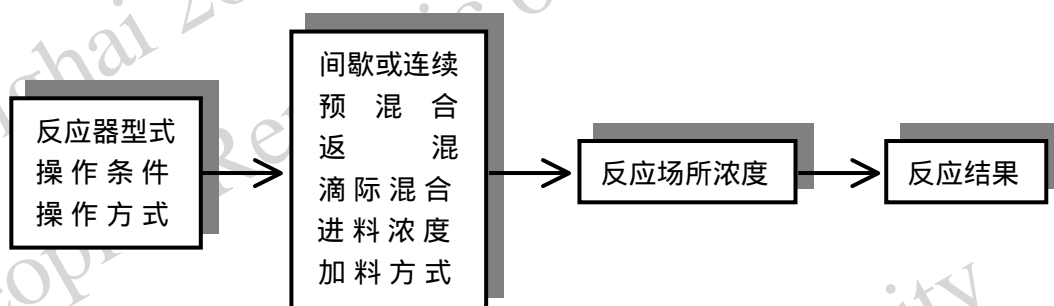 反应器型式
操作条件
操作方式
间歇或连续
预混合
返混
滴际混合
进料浓度
加料方式
反应场所浓度
反应结果